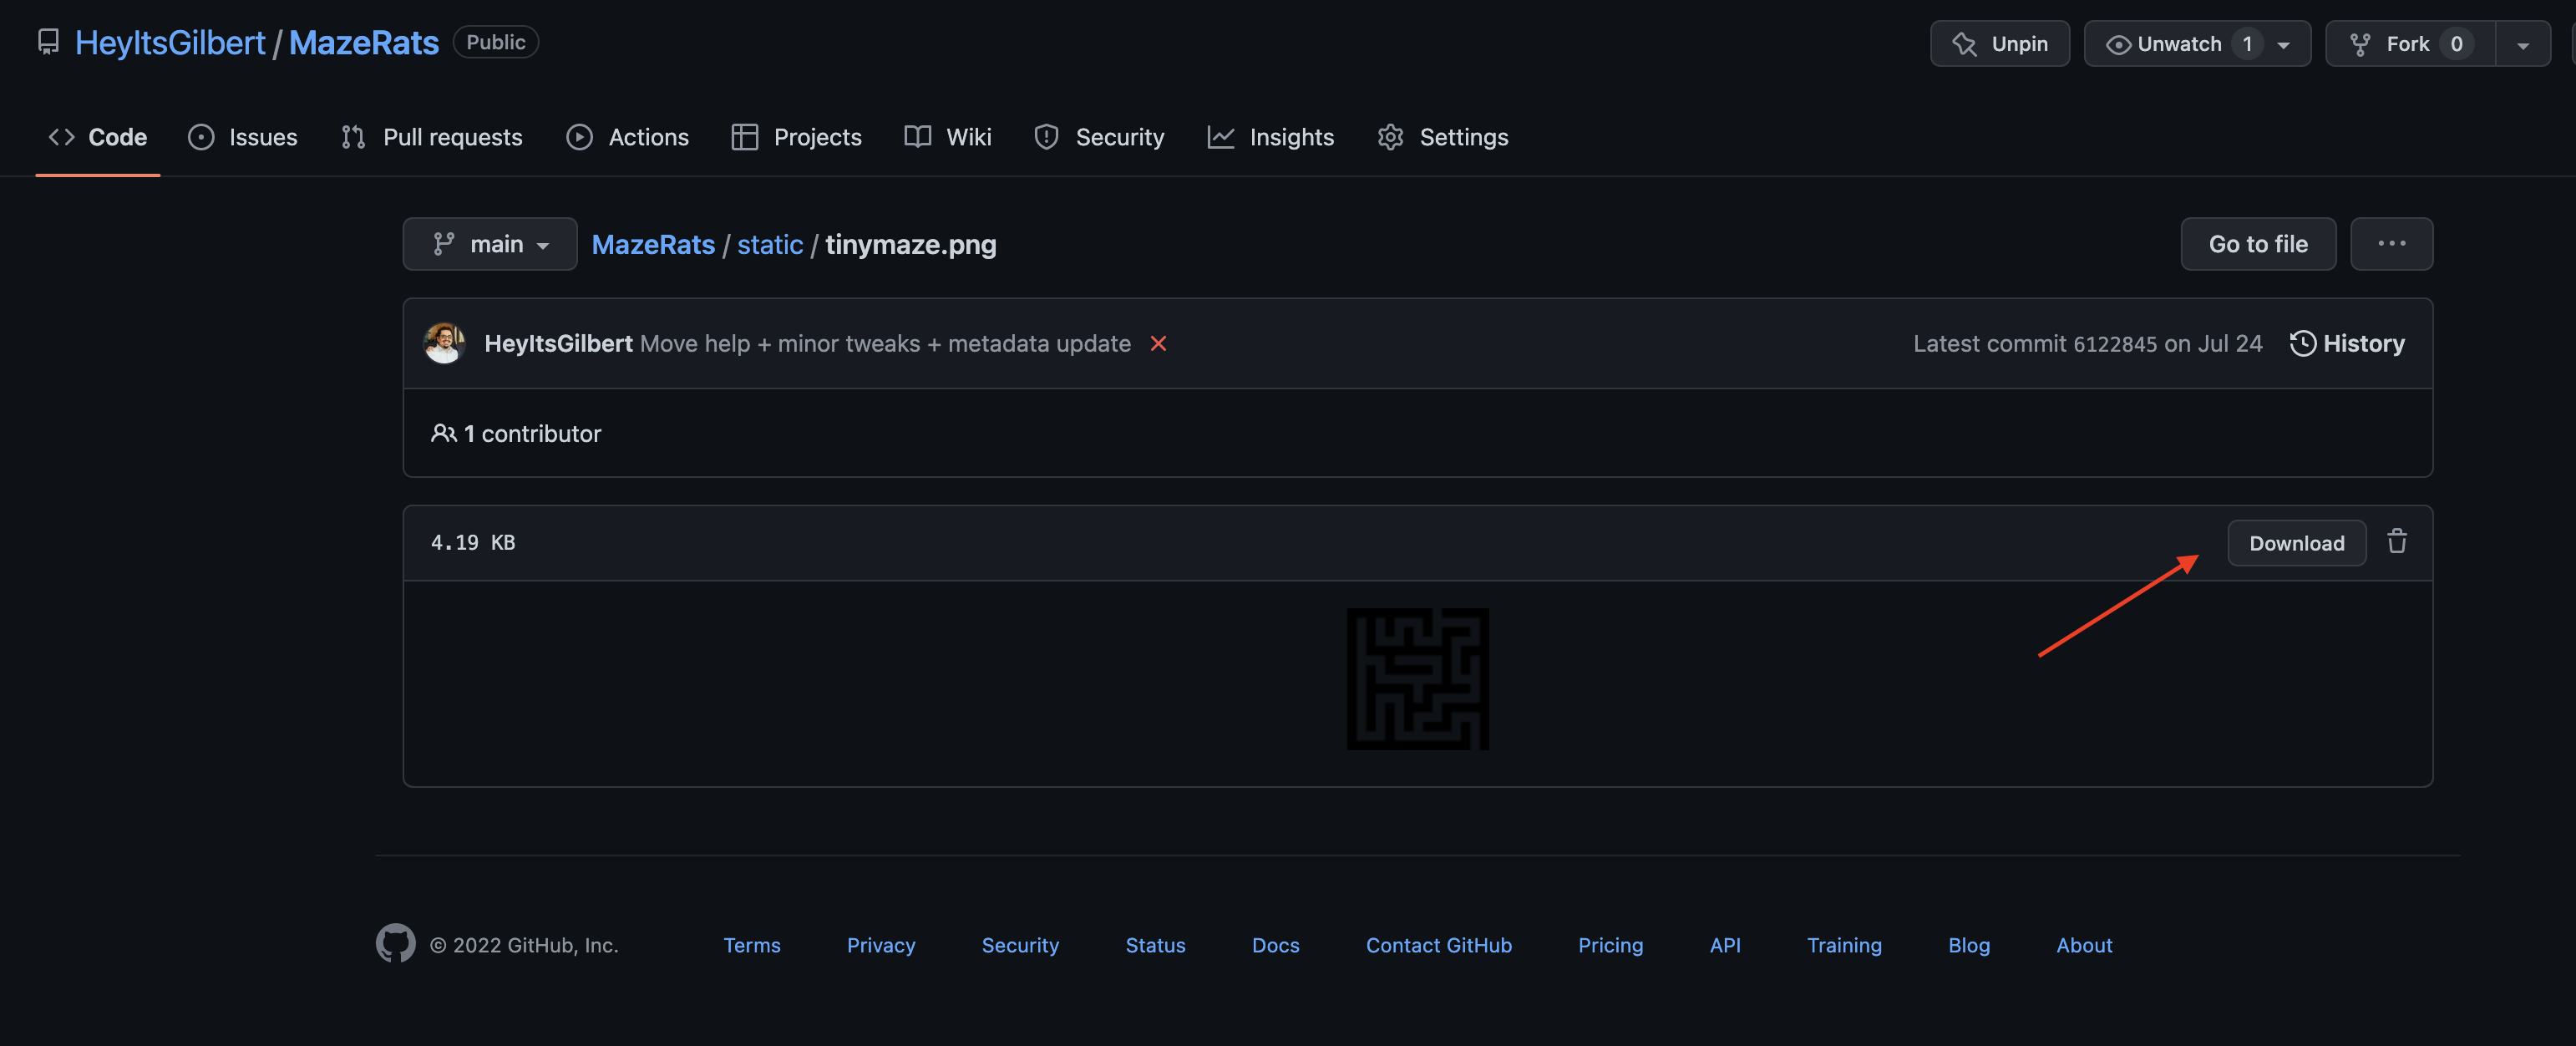 HeyItsGilbert / MazeRats Public
Unpin Unwatch 1 Fork 0
Code Issues Pull requests Actions Projects Wiki Security Insights Settings
main MazeRats / static / tinymaze.png Go to file ...
HeyItsGilbert Move help + minor tweaks + metadata update Latest commit 6122845 on Jul 24 History
1 contributor
4.19 KB Download
© 2022 GitHub, Inc. Terms Privacy Security Status Docs Contact GitHub Pricing API Training Blog About